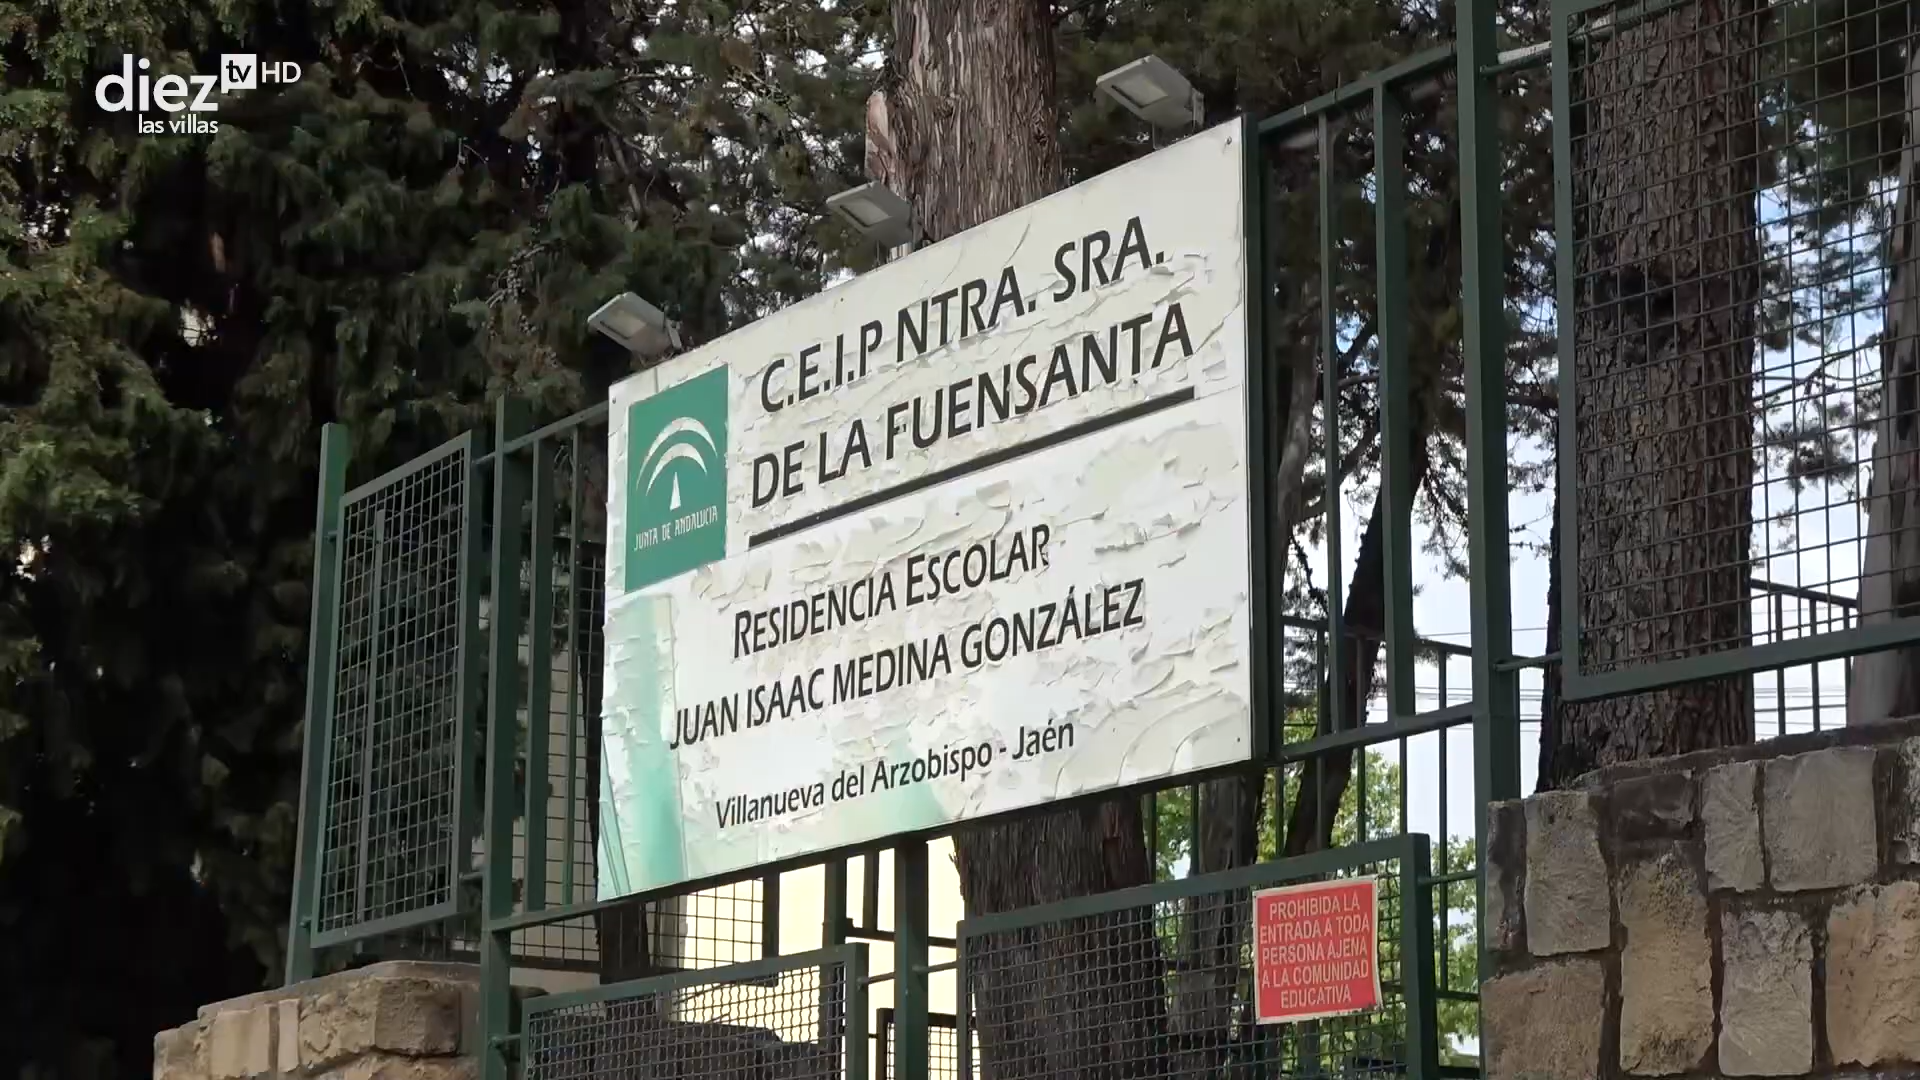 diez tv HD
las villas
C.E.I.P NTRA. SRA.
DE LA FUENSANTA
JUNTA DE ANDALUCIA
RESIDENCIA ESCOLAR
JUAN ISAAC MEDINA GONZÁLEZ
Villanueva del Arzobispo - Jaén
PROHIBIDA LA
ENTRADA A TODA
PERSONA AJENA
A LA COMUNIDAD
EDUCATIVA